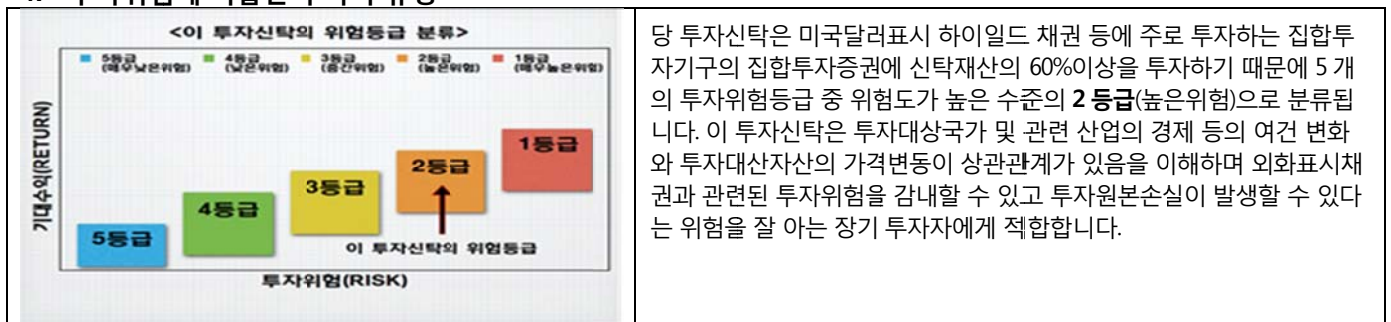 <이 투자신탁의 위험등급 분류>
5등급 4등급 3등급 2등급 1등급
(매우낮은위험) (낮은위험) (중간위험) (높은위험) (매우높은위험)
기대수익(RETURN)
1등급
2등급
3등급
4등급
5등급
이 투자신탁의 위험등급
투자위험(RISK)
당 투자신탁은 미국달러표시 하이일드 채권 등에 주로 투자하는 집합투
자기구의 집합투자증권에 신탁재산의 60%이상을 투자하기 때문에 5 개
의 투자위험등급 중 위험도가 높은 수준의 2 등급(높은위험)으로 분류됩
니다. 이 투자신탁은 투자대상국가 및 관련 산업의 경제 등의 여건 변화
와 투자대산자산의 가격변동이 상관관계가 있음을 이해하며 외화표시채
권과 관련된 투자위험을 감내할 수 있고 투자원본손실이 발생할 수 있다
는 위험을 잘 아는 장기 투자자에게 적합합니다.